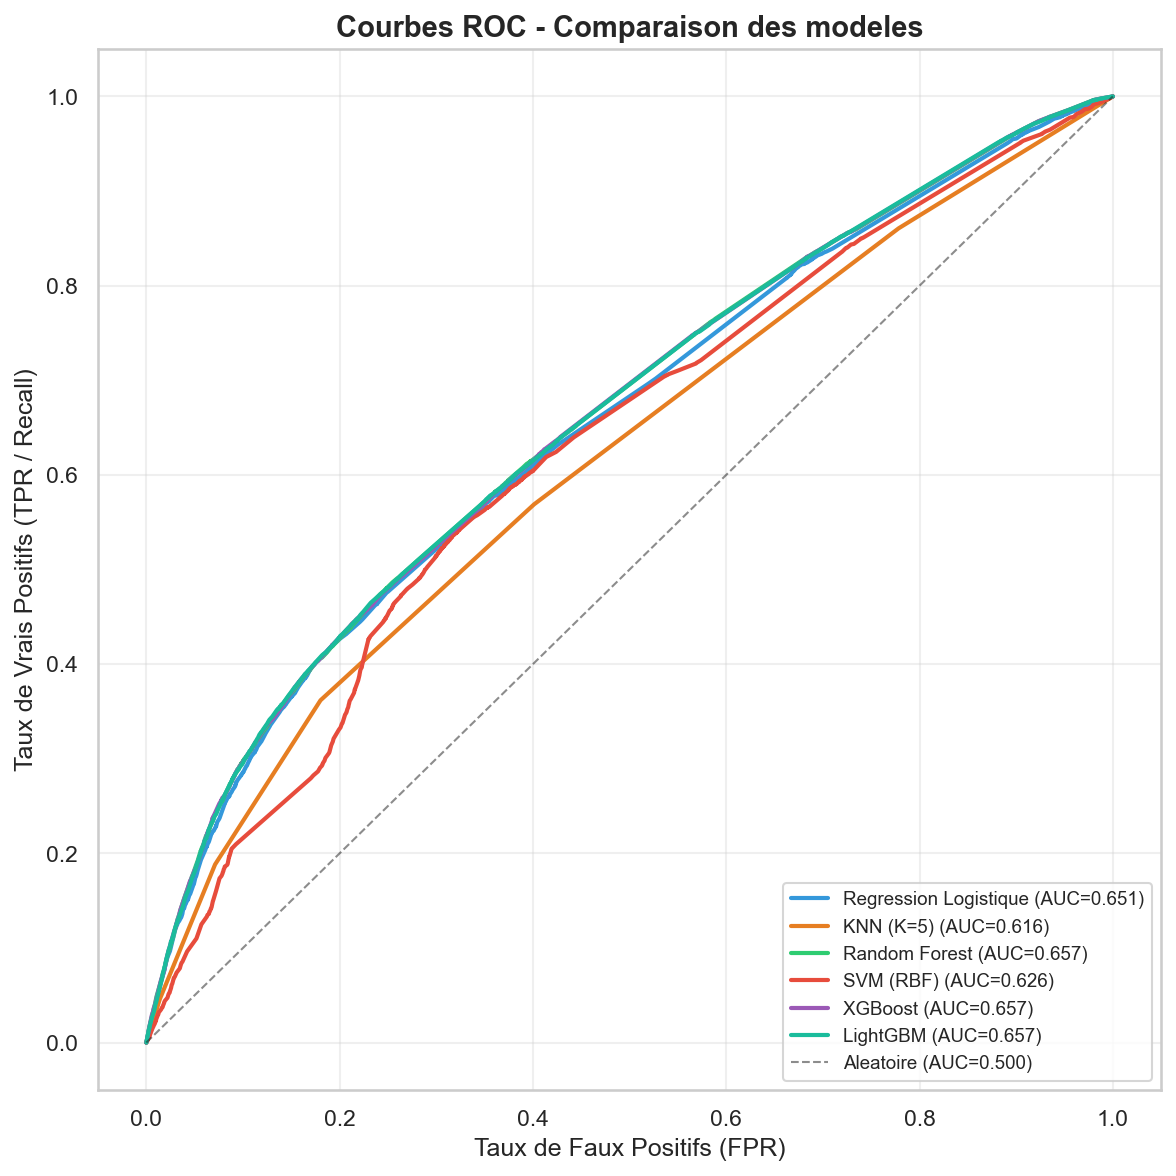 Courbes ROC - Comparaison des modeles
Taux de Vrais Positifs (TPR / Recall)
1.0
0.8
0.6
0.4
0.2
0.0
Regression Logistique (AUC=0.651)
KNN (K=5) (AUC=0.616)
Random Forest (AUC=0.657)
SVM (RBF) (AUC=0.626)
XGBoost (AUC=0.657)
LightGBM (AUC=0.657)
Aleatoire (AUC=0.500)
0.0 0.2 0.4 0.6 0.8 1.0
Taux de Faux Positifs (FPR)